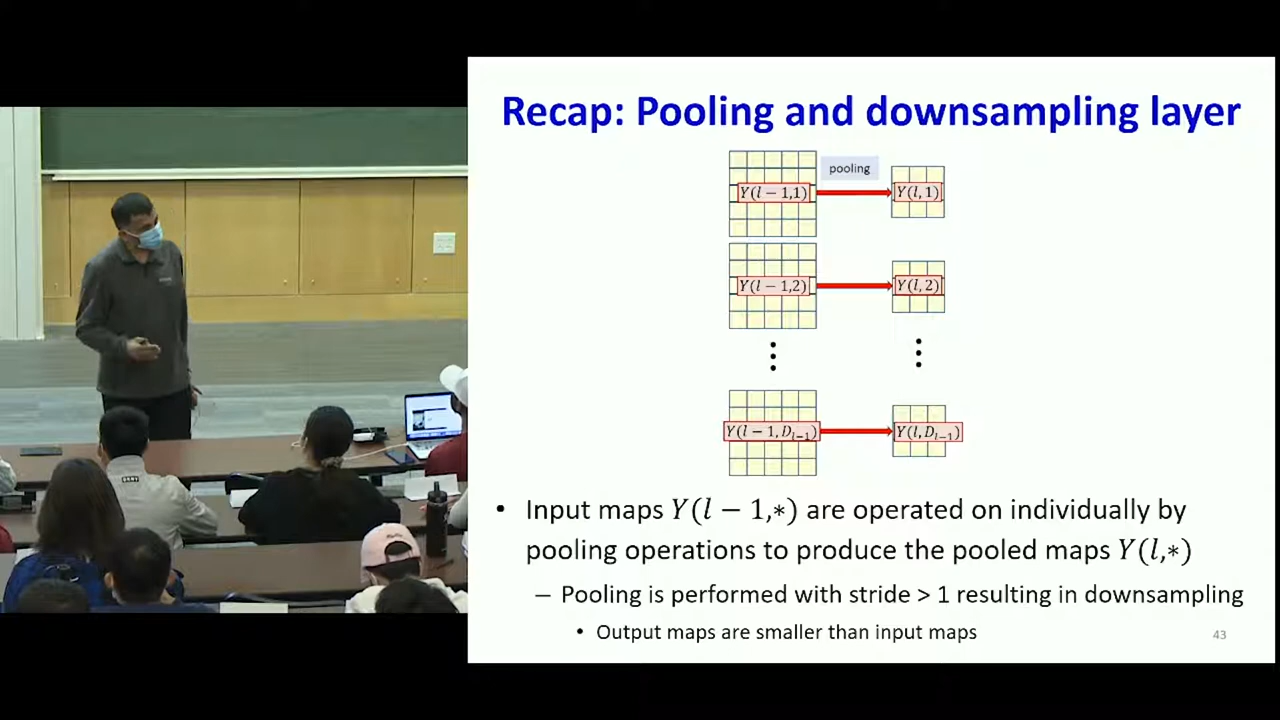 Recap: Pooling and downsampling layer
pooling
Y(l − 1,1)
Y(l, 1)
Y(l − 1,2)
Y(l, 2)
Y(l − 1, D_{l−1})
Y(l, D_{l−1})
• Input maps Y(l − 1,∗) are operated on individually by
pooling operations to produce the pooled maps Y(l,∗)
– Pooling is performed with stride > 1 resulting in downsampling
• Output maps are smaller than input maps
43